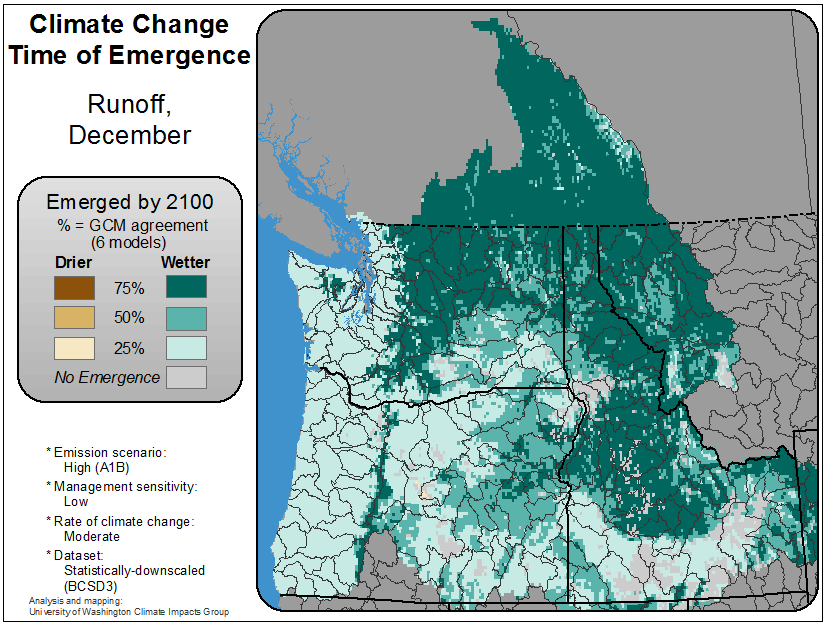 Climate Change
Time of Emergence
Runoff,
December
Emerged by 2100
% = GCM agreement
(6 models)
Drier Wetter
75%
50%
25%
No Emergence
* Emission scenario:
High (A1B)
* Management sensitivity:
Low
* Rate of climate change:
Moderate
* Dataset:
Statistically-downscaled
(BCSD3)
Analysis and mapping:
University of Washington Climate Impacts Group